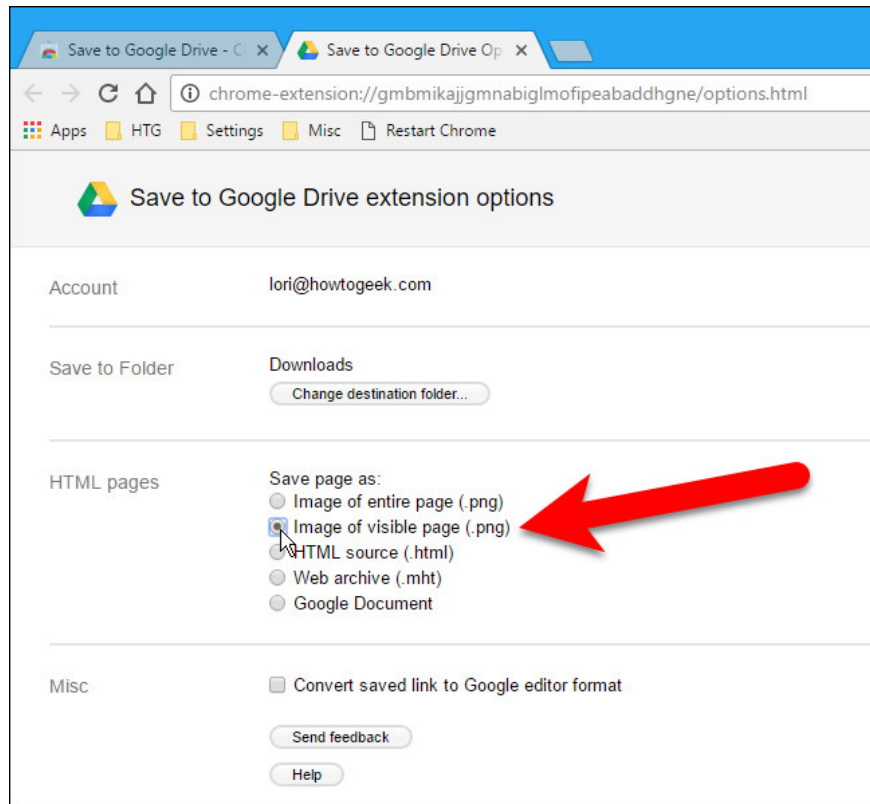 Save to Google Drive - C
Save to Google Drive Op
chrome-extension://gmbmikajjgmnabiglmofipeabaddhgne/options.html
Apps HTG Settings Misc Restart Chrome
Save to Google Drive extension options
Account lori@howtogeek.com
Save to Folder Downloads
Change destination folder...
HTML pages Save page as:
Image of entire page (.png)
Image of visible page (.png)
HTML source (.html)
Web archive (.mht)
Google Document
Misc Convert saved link to Google editor format
Send feedback
Help